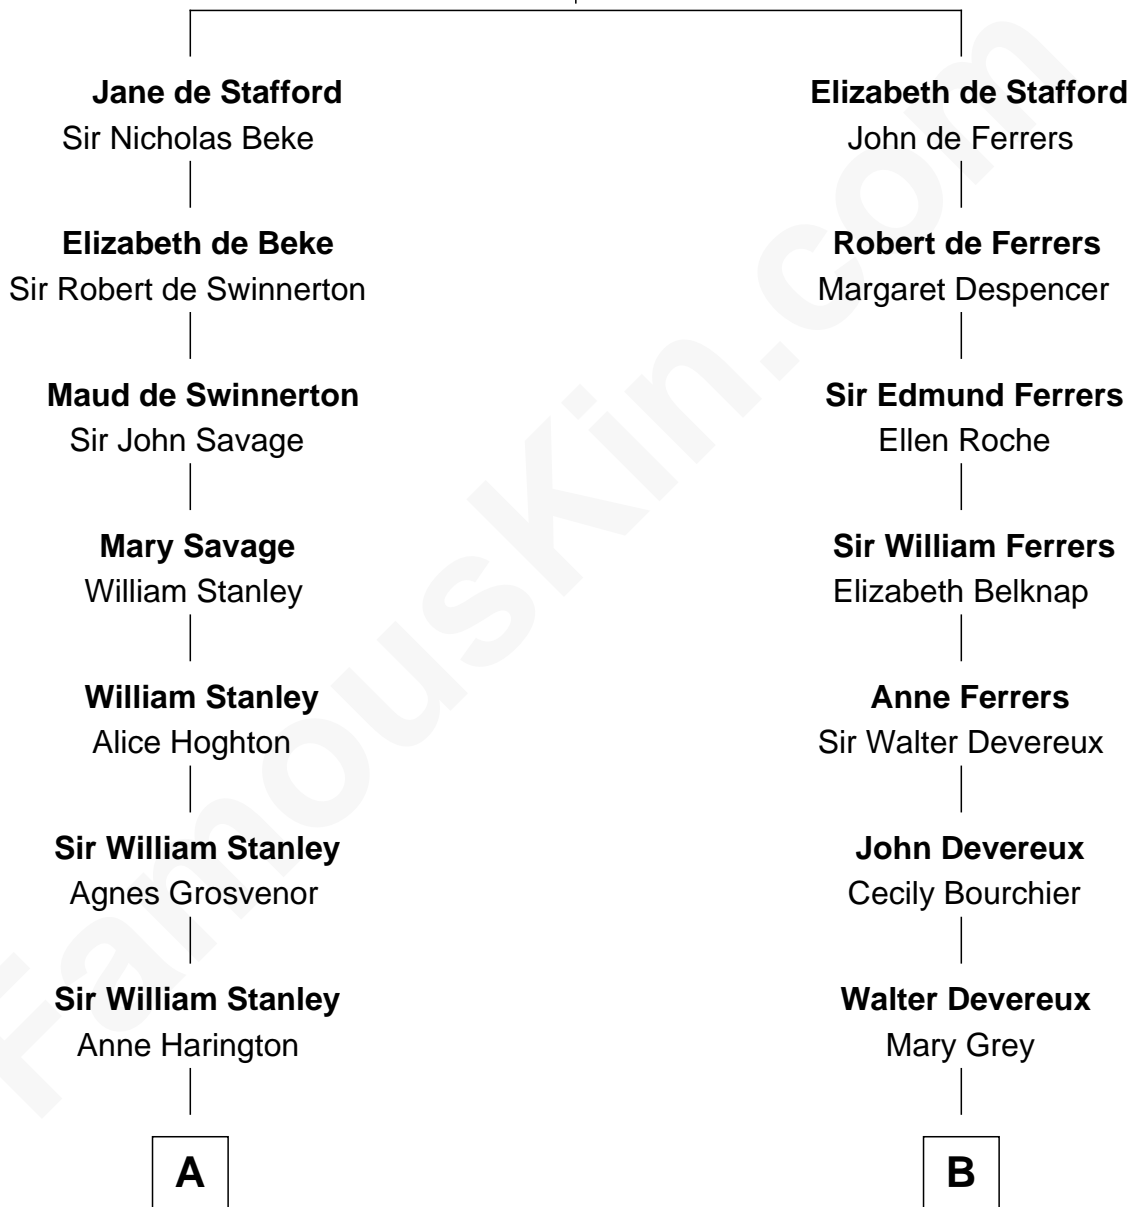 Jane de Stafford
Sir Nicholas Beke
Elizabeth de Beke
Sir Robert de Swinnerton
Maud de Swinnerton
Sir John Savage
Mary Savage
William Stanley
William Stanley
Alice Hoghton
Sir William Stanley
Agnes Grosvenor
Sir William Stanley
Anne Harington
A
Elizabeth de Stafford
John de Ferrers
Robert de Ferrers
Margaret Despencer
Sir Edmund Ferrers
Ellen Roche
Sir William Ferrers
Elizabeth Belknap
Anne Ferrers
Sir Walter Devereux
John Devereux
Cecily Bourchier
Walter Devereux
Mary Grey
B
FamousKin.com